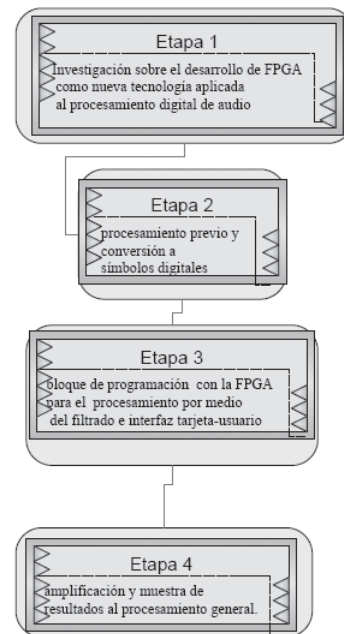 Etapa 1
Investigación sobre el desarrollo de FPGA
como nueva tecnología aplicada
al procesamiento digital de audio
Etapa 2
procesamiento previo y
conversión a
símbolos digitales
Etapa 3
bloque de programación con la FPGA
para el procesamiento por medio
del filtrado e interfaz tarjeta-usuario
Etapa 4
amplificación y muestra de
resultados al procesamiento general.